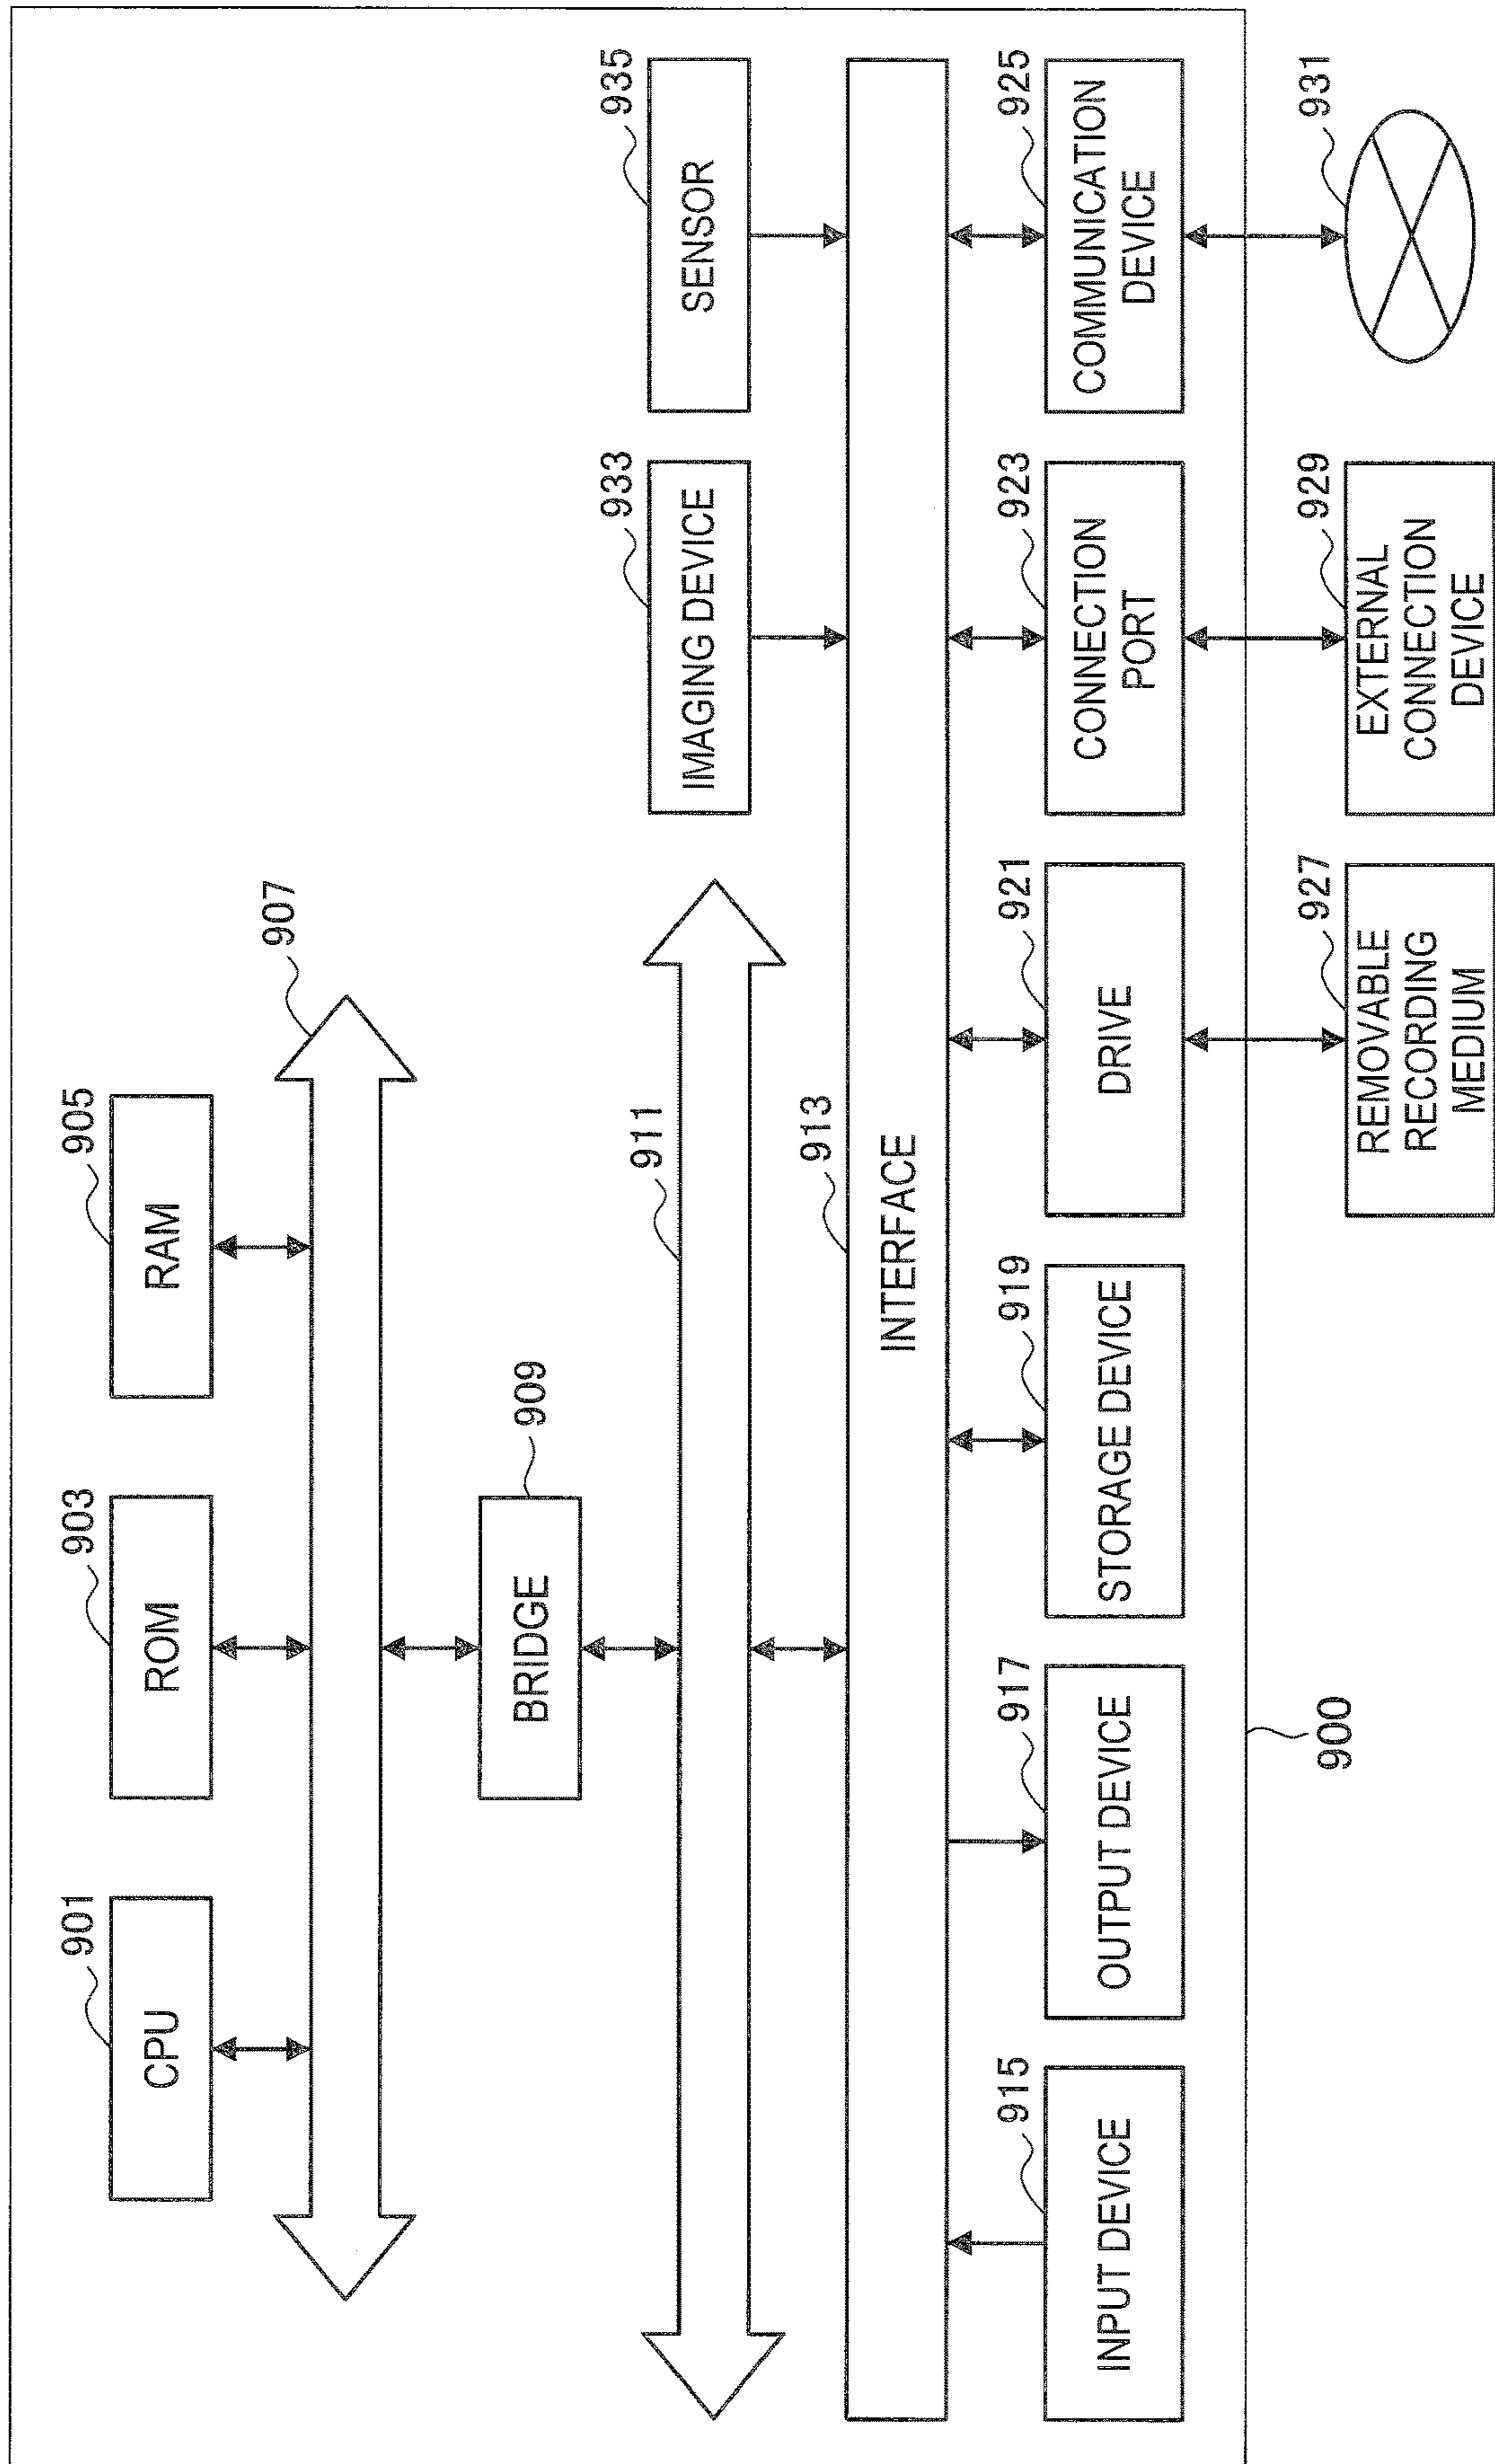 901
CPU
903
ROM
905
RAM
907
909
BRIDGE
911
933
IMAGING DEVICE
935
SENSOR
913
INTERFACE
915
INPUT DEVICE
917
OUTPUT DEVICE
919
STORAGE DEVICE
921
DRIVE
923
CONNECTION
PORT
925
COMMUNICATION
DEVICE
900
927
REMOVABLE
RECORDING
MEDIUM
929
EXTERNAL
CONNECTION
DEVICE
931